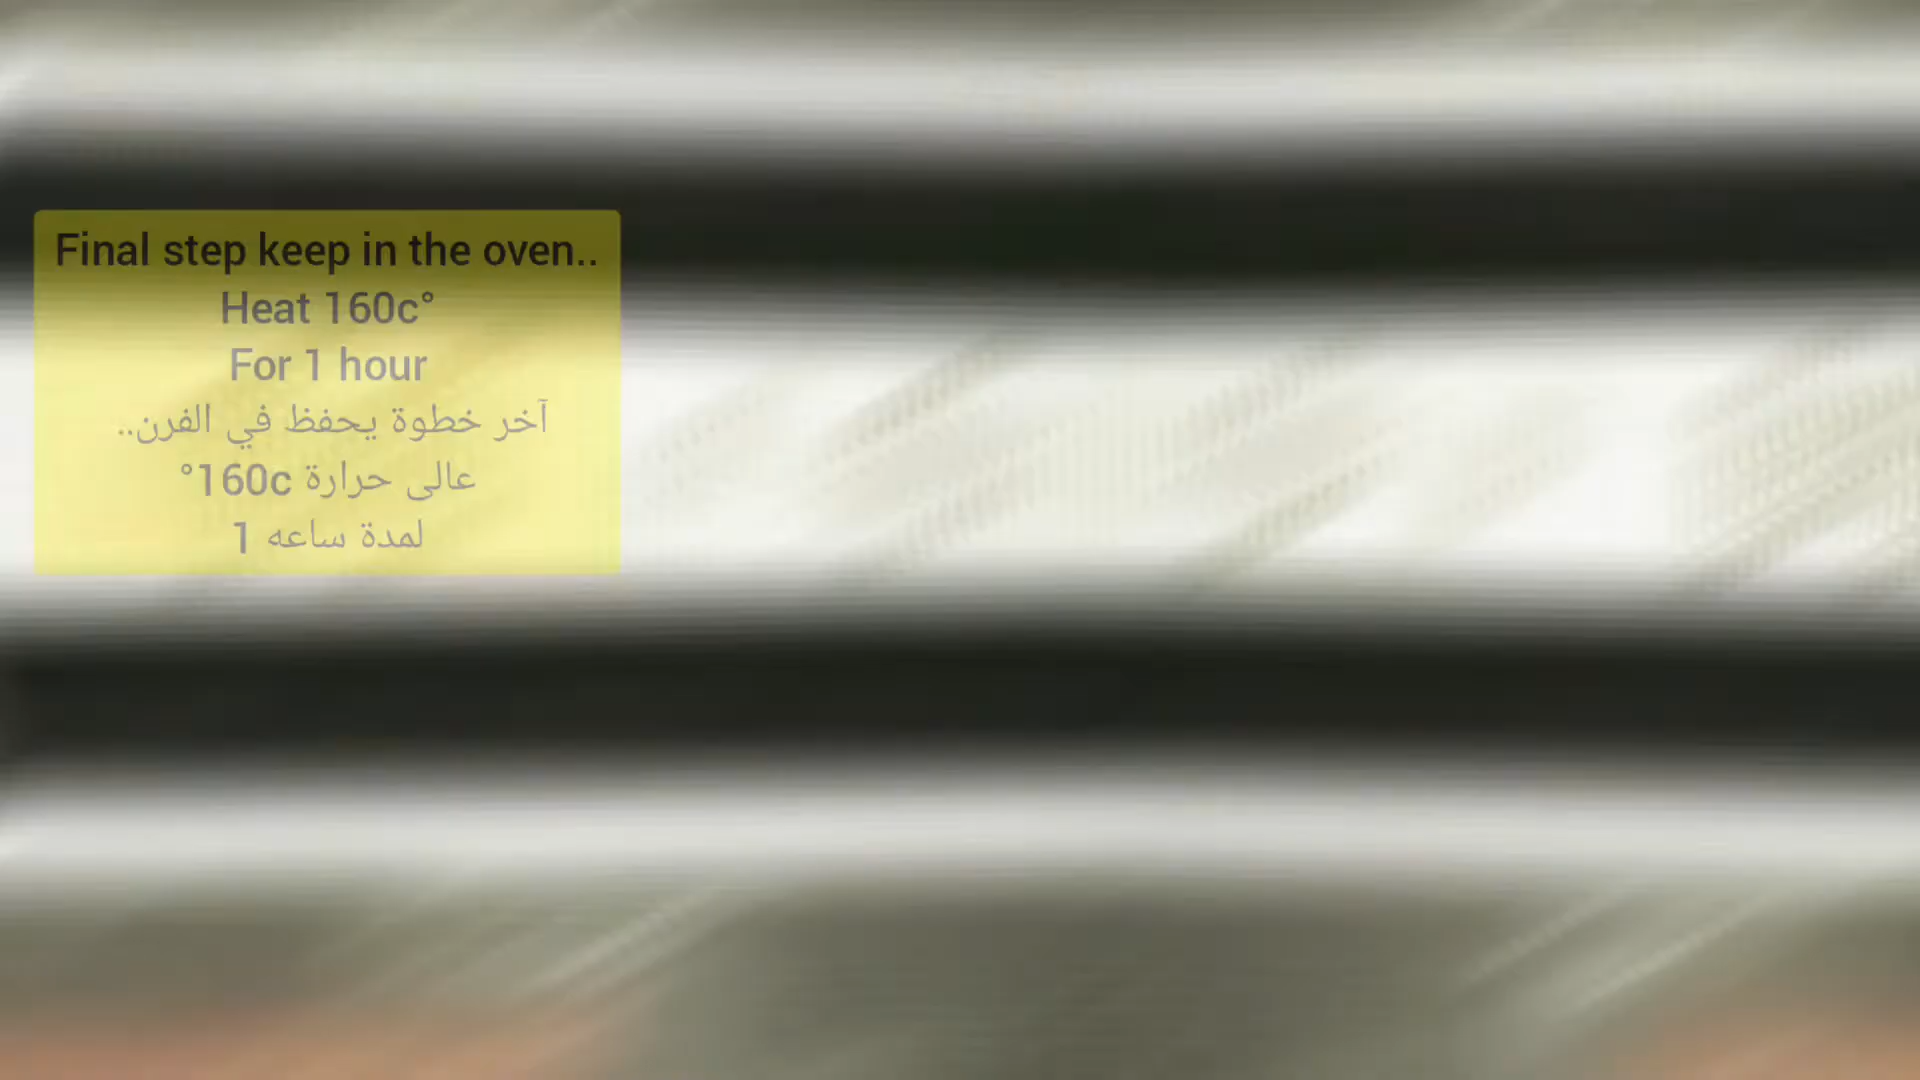 Final step keep in the oven..
Heat 160c°
For 1 hour
آخر خطوة يحفظ في الفرن..
عالى حرارة 160c°
لمدة ساعه 1